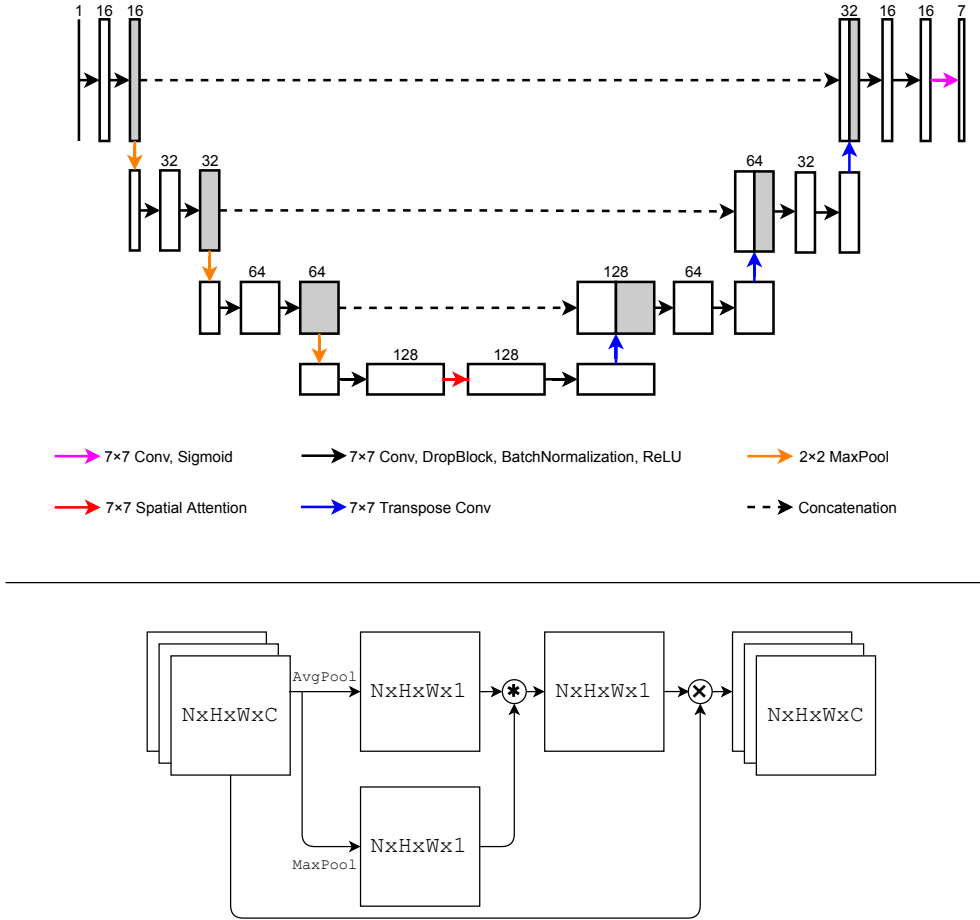 1 16 16 32 16 16 7
32 32 64 32
64 64 128 64
128 128
7×7 Conv, Sigmoid 7×7 Conv, DropBlock, BatchNormalization, ReLU 2×2 MaxPool
7×7 Spatial Attention 7×7 Transpose Conv Concatenation
AvgPool
NxHxWxC NxHxWx1 NxHxWx1 NxHxWxC
NxHxWx1
MaxPool